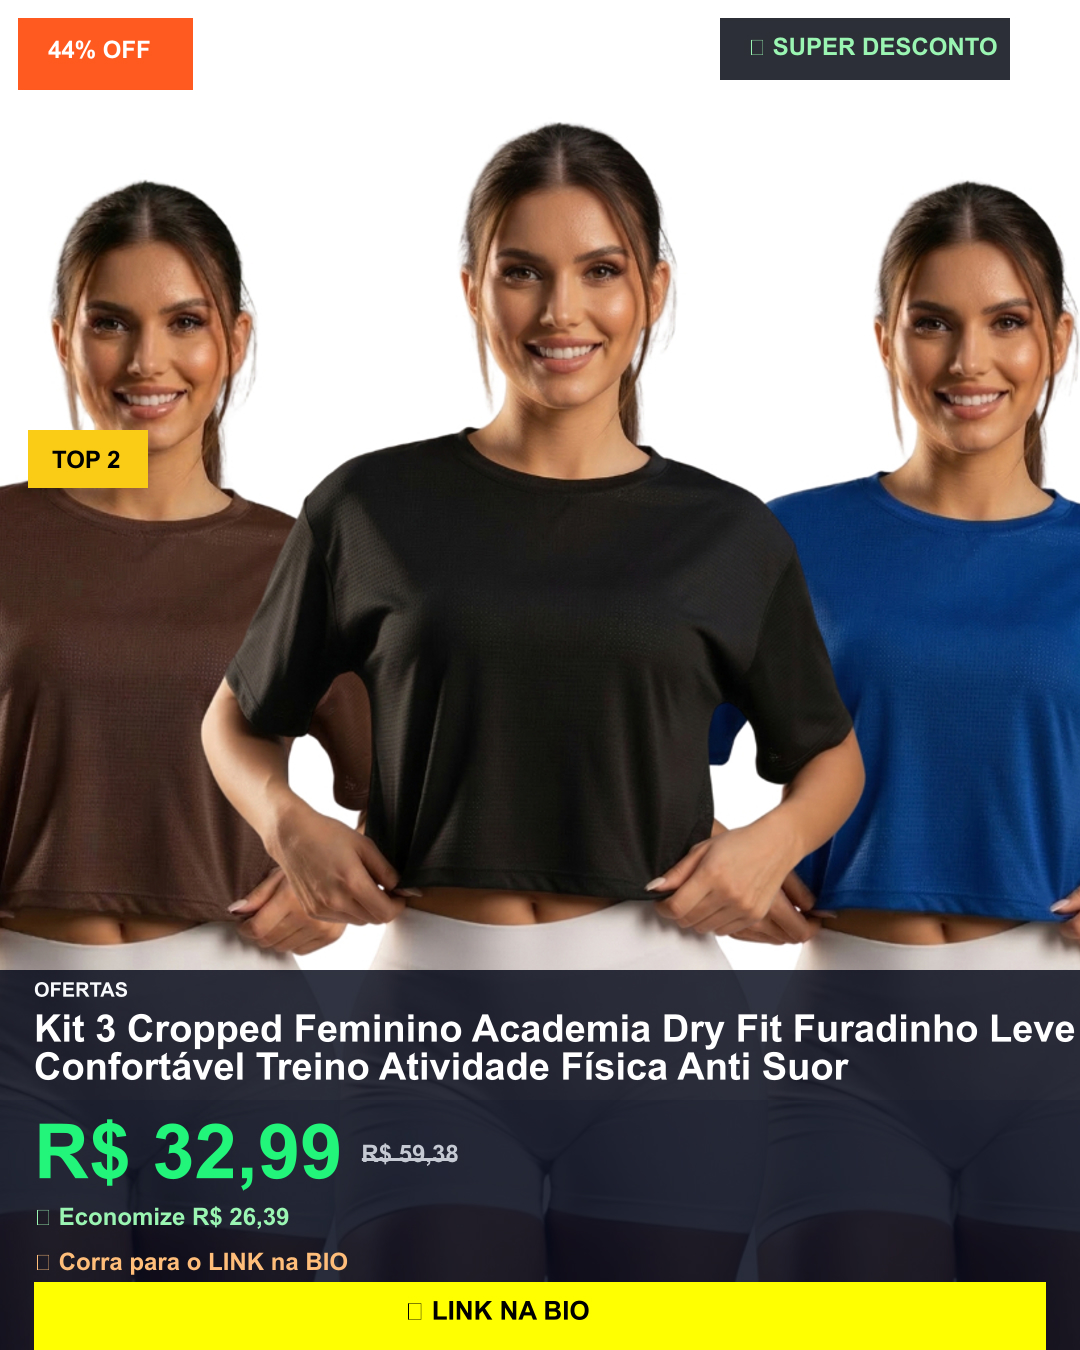 44% OFF
SUPER DESCONTO
TOP 2
OFERTAS
Kit 3 Cropped Feminino Academia Dry Fit Furadinho Leve
Confortável Treino Atividade Física Anti Suor
R$ 32,99 R$ 59,38
Economize R$ 26,39
Corra para o LINK na BIO
LINK NA BIO